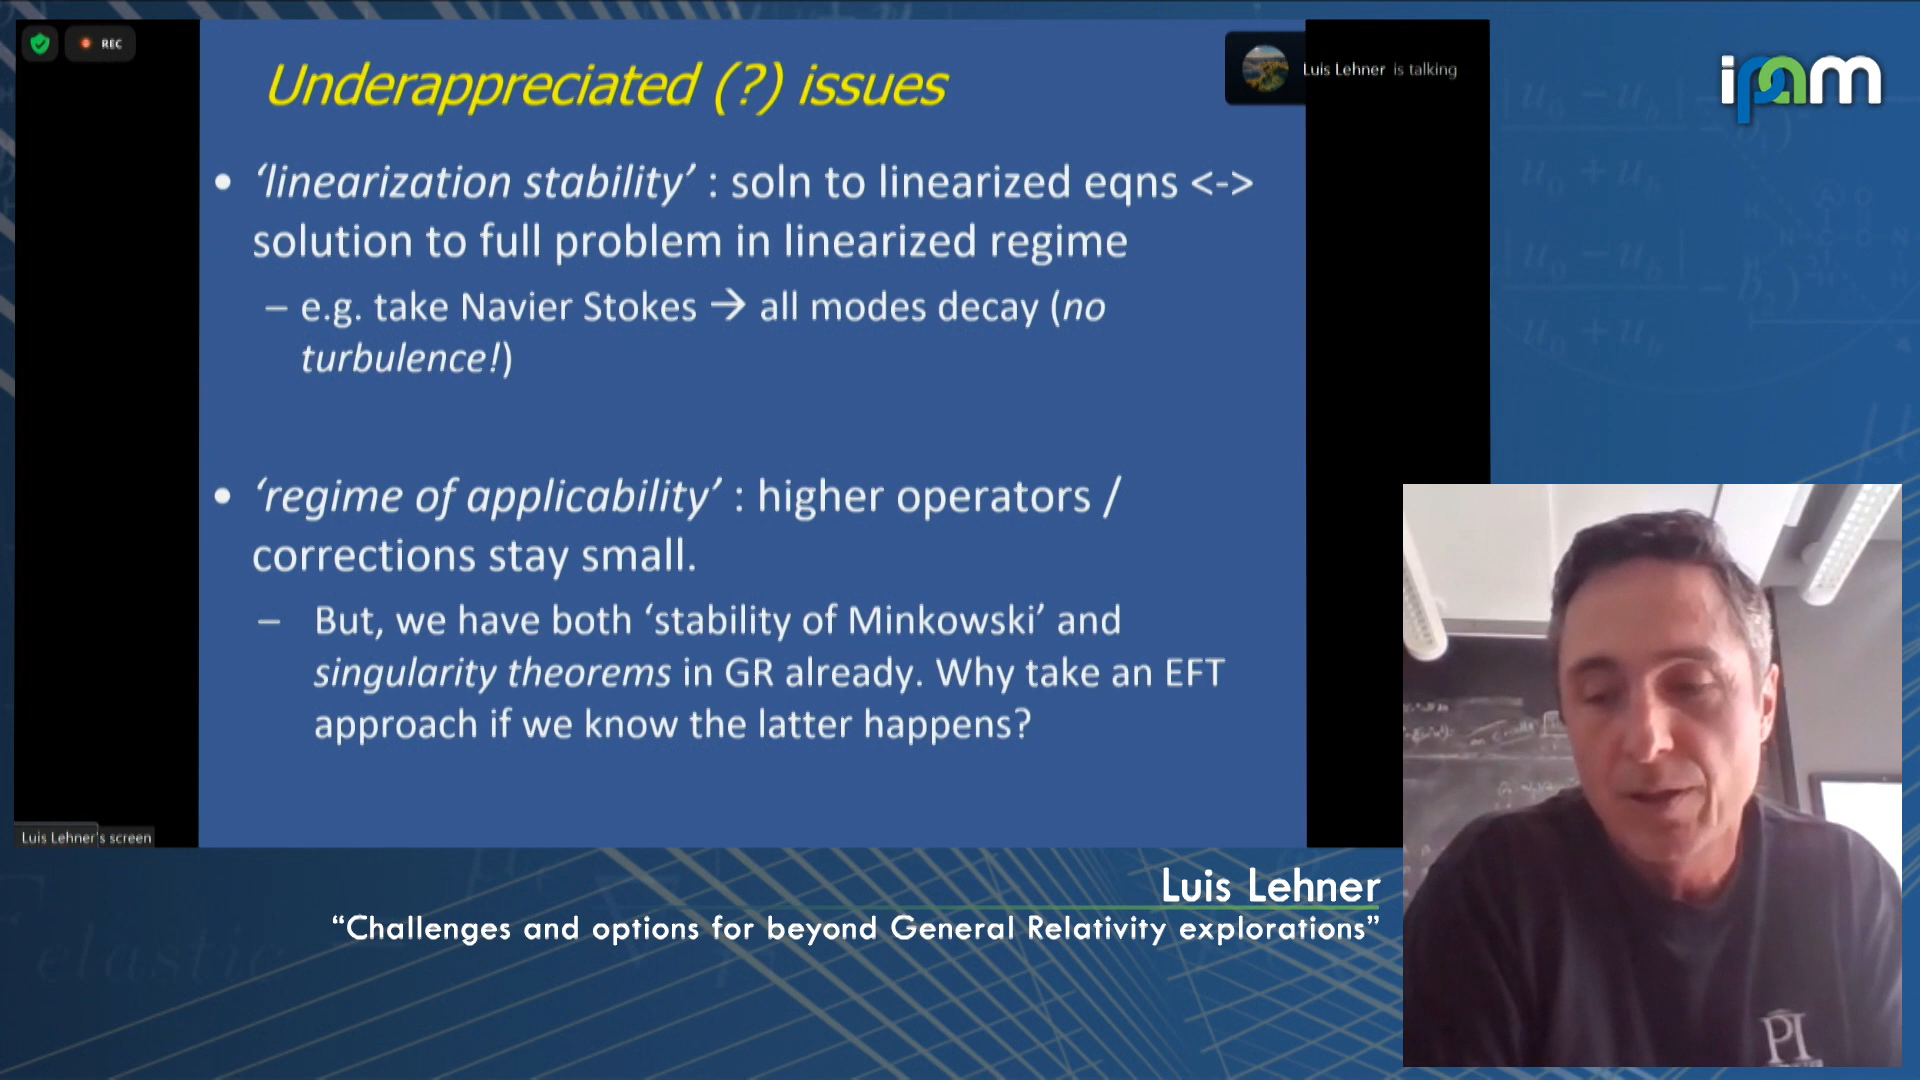 REC
Underappreciated (?) issues
Luis Lehner is talking
ipam
• ‘linearization stability’ : soln to linearized eqns <->
solution to full problem in linearized regime
– e.g. take Navier Stokes → all modes decay (no
turbulence!)
• ‘regime of applicability’ : higher operators /
corrections stay small.
– But, we have both ‘stability of Minkowski’ and
singularity theorems in GR already. Why take an EFT
approach if we know the latter happens?
Luis Lehner's screen
Luis Lehner
“Challenges and options for beyond General Relativity explorations”
elastic
PI